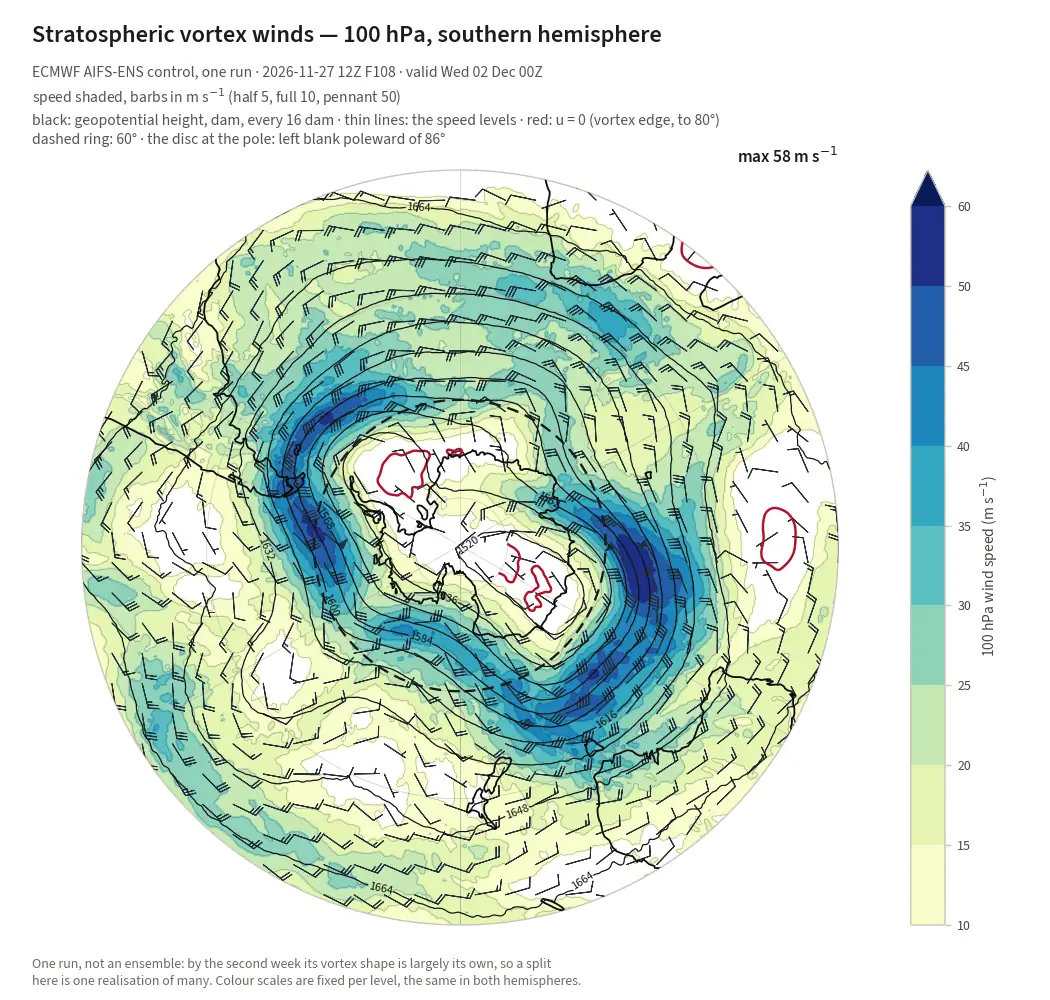 Stratospheric vortex winds — 100 hPa, southern hemisphere
ECMWF AIFS-ENS control, one run · 2026-11-27 12Z F108 · valid Wed 02 Dec 00Z
speed shaded, barbs in m s⁻¹ (half 5, full 10, pennant 50)
black: geopotential height, dam, every 16 dam · thin lines: the speed levels · red: u = 0 (vortex edge, to 80°)
dashed ring: 60° · the disc at the pole: left blank poleward of 86°
max 58 m s⁻¹
1664
60
50
45
40
35
30
25
20
15
10
100 hPa wind speed (m s⁻¹)
1568
1520
1632
1600
1584
1616
1648
1664
1664
One run, not an ensemble: by the second week its vortex shape is largely its own, so a split
here is one realisation of many. Colour scales are fixed per level, the same in both hemispheres.